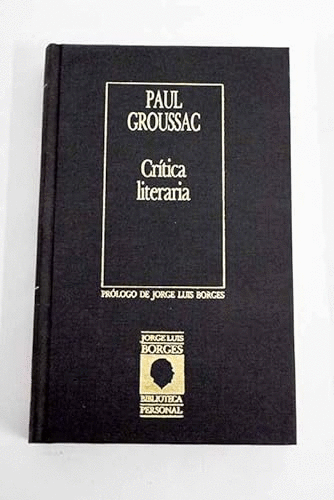 PAUL
GROUSSAC
Crítica
literaria
PRÓLOGO DE JORGE LUIS BORGES
JORGE LUIS
BORGES
BIBLIOTECA
PERSONAL